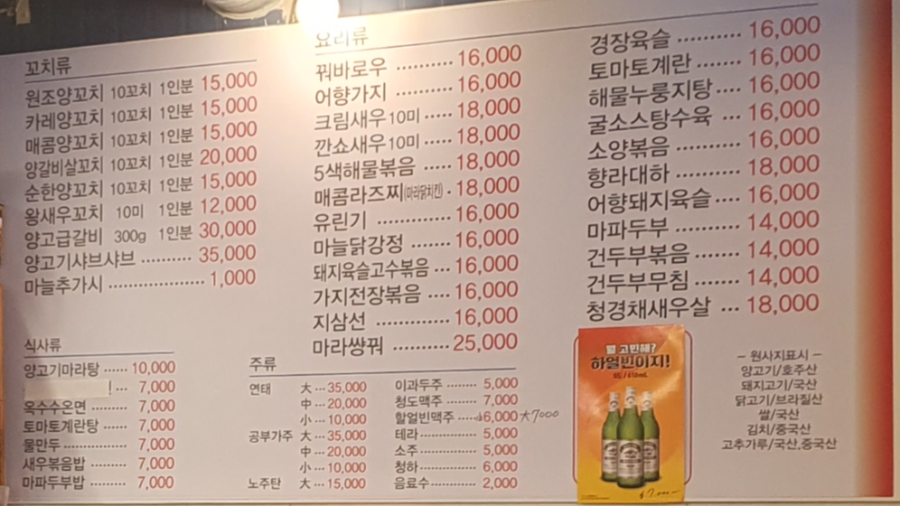 꼬치류
원조양꼬치 10꼬치 1인분 15,000
카레양꼬치 10꼬치 1인분 15,000
매콤양꼬치 10꼬치 1인분 15,000
양갈비살꼬치 10꼬치 1인분 20,000
순한양꼬치 10꼬치 1인분 15,000
왕새우꼬치 10미 1인분 12,000
양고급갈비 300g 1인분 30,000
양고기샤브샤브 .......... 35,000
마늘추가시 .................... 1,000
요리류
꿔바로우 .......... 16,000
어향가지 .......... 16,000
크림새우 10미 ..... 18,000
깐쇼새우 10미 ..... 18,000
5색해물볶음 ..... 18,000
매콤라즈찌(마라닭치킨) . 18,000
유린기 ............. 16,000
마늘닭강정 ....... 16,000
돼지육슬고수볶음 ... 16,000
가지전장볶음 .... 16,000
지삼선 ............ 16,000
마라쌍꿔 .......... 25,000
경장육슬 .......... 16,000
토마토계란 ....... 16,000
해물누룽지탕 .... 16,000
굴소스탕수육 ... 16,000
소양볶음 .......... 16,000
향라대하 .......... 18,000
어향돼지육슬 .... 16,000
마파두부 .......... 14,000
건두부볶음 ....... 14,000
건두부무침 ....... 14,000
청경채새우살 ... 18,000
식사류
양고기마라탕 ...... 10,000
... 7,000
옥수수온면 ......... 7,000
토마토계란탕 ...... 7,000
물만두 ............... 7,000
새우볶음밥 ......... 7,000
마파두부밥 ......... 7,000
주류
연태 大 ... 35,000
中 ... 20,000
小 ... 10,000
공부가주 大 ... 35,000
中 ... 20,000
小 ... 10,000
노주탄 大 ... 15,000
이과두주 ........ 5,000
청도맥주 ........ 7,000
할얼빈맥주 ..... 6,000 大7000
테라 ............... 5,000
소주 ............... 5,000
청하 ............... 6,000
음료수 ............ 2,000
뭘 고민해?
하얼빈이지!
₩7,000
– 원사지표시 –
양고기/호주산
돼지고기/국산
닭고기/브라질산
쌀/국산
김치/중국산
고추가루/국산,중국산